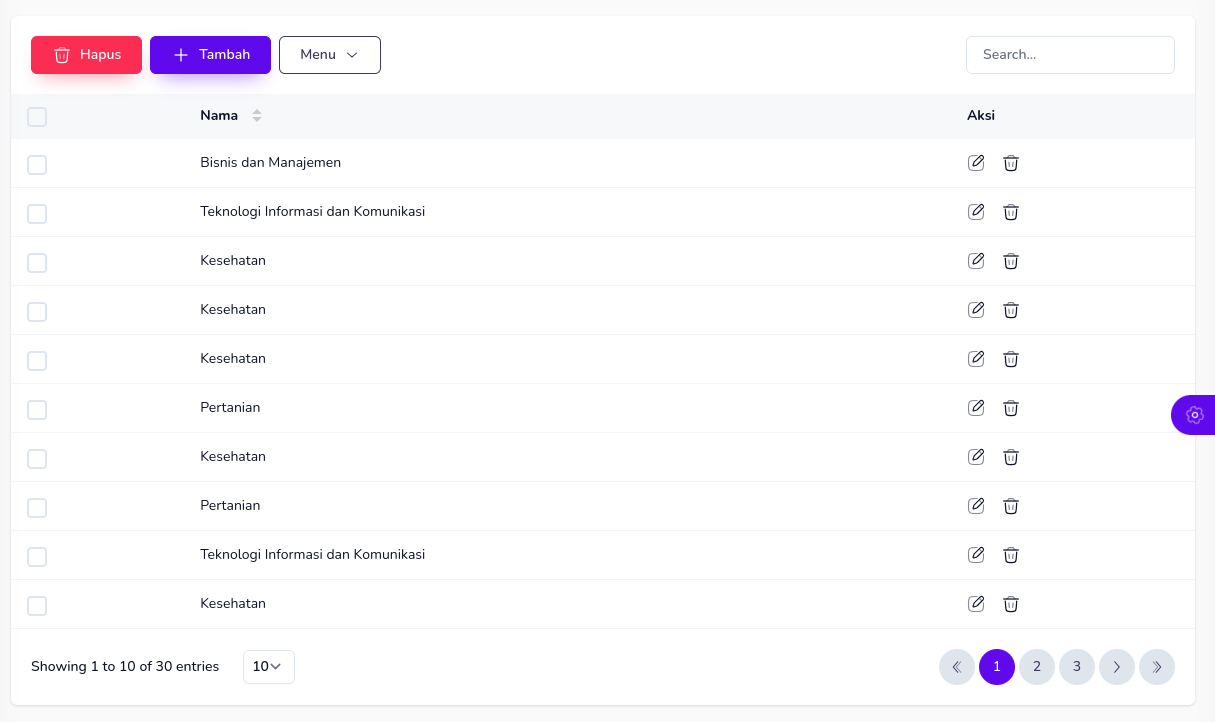 Hapus Tambah Menu Search...
Nama Aksi
Bisnis dan Manajemen
Teknologi Informasi dan Komunikasi
Kesehatan
Kesehatan
Kesehatan
Pertanian
Kesehatan
Pertanian
Teknologi Informasi dan Komunikasi
Kesehatan
Showing 1 to 10 of 30 entries 10 1 2 3